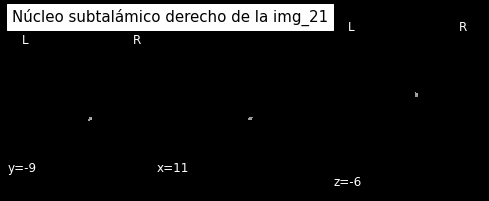 Núcleo subtalámico derecho de la img_21
L R
L R
y=-9
x=11
z=-6